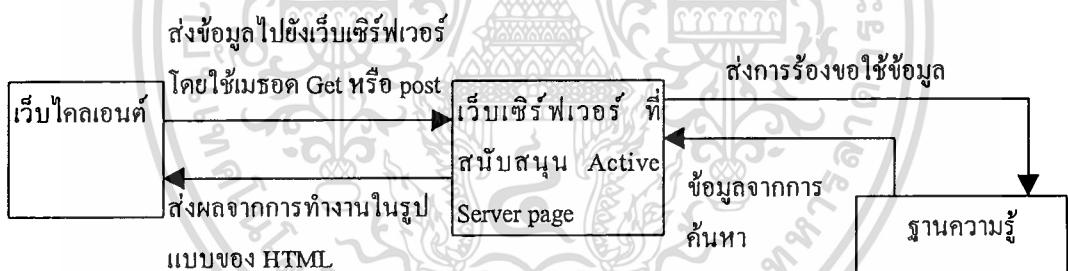 ส่งข้อมูลไปยังเว็บเซิร์ฟเวอร์
โดยใช้เมธอด Get หรือ post
เว็บไคลเอนต์
ส่งผลจากการทำงานในรูป
แบบของ HTML
เว็บเซิร์ฟเวอร์ ที่
สนับสนุน Active
Server page
ส่งการร้องขอใช้ข้อมูล
ข้อมูลจากการ
ค้นหา
ฐานความรู้